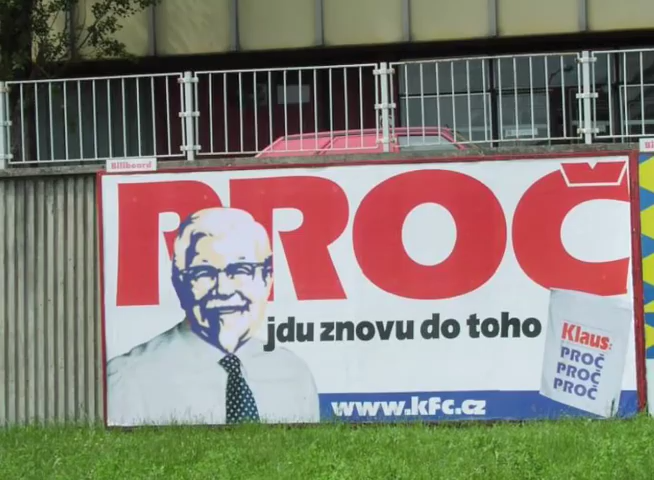 Billboard
PROČ
jdu znovu do toho
Klaus:
PROČ
PROČ
PROČ
www.kfc.cz